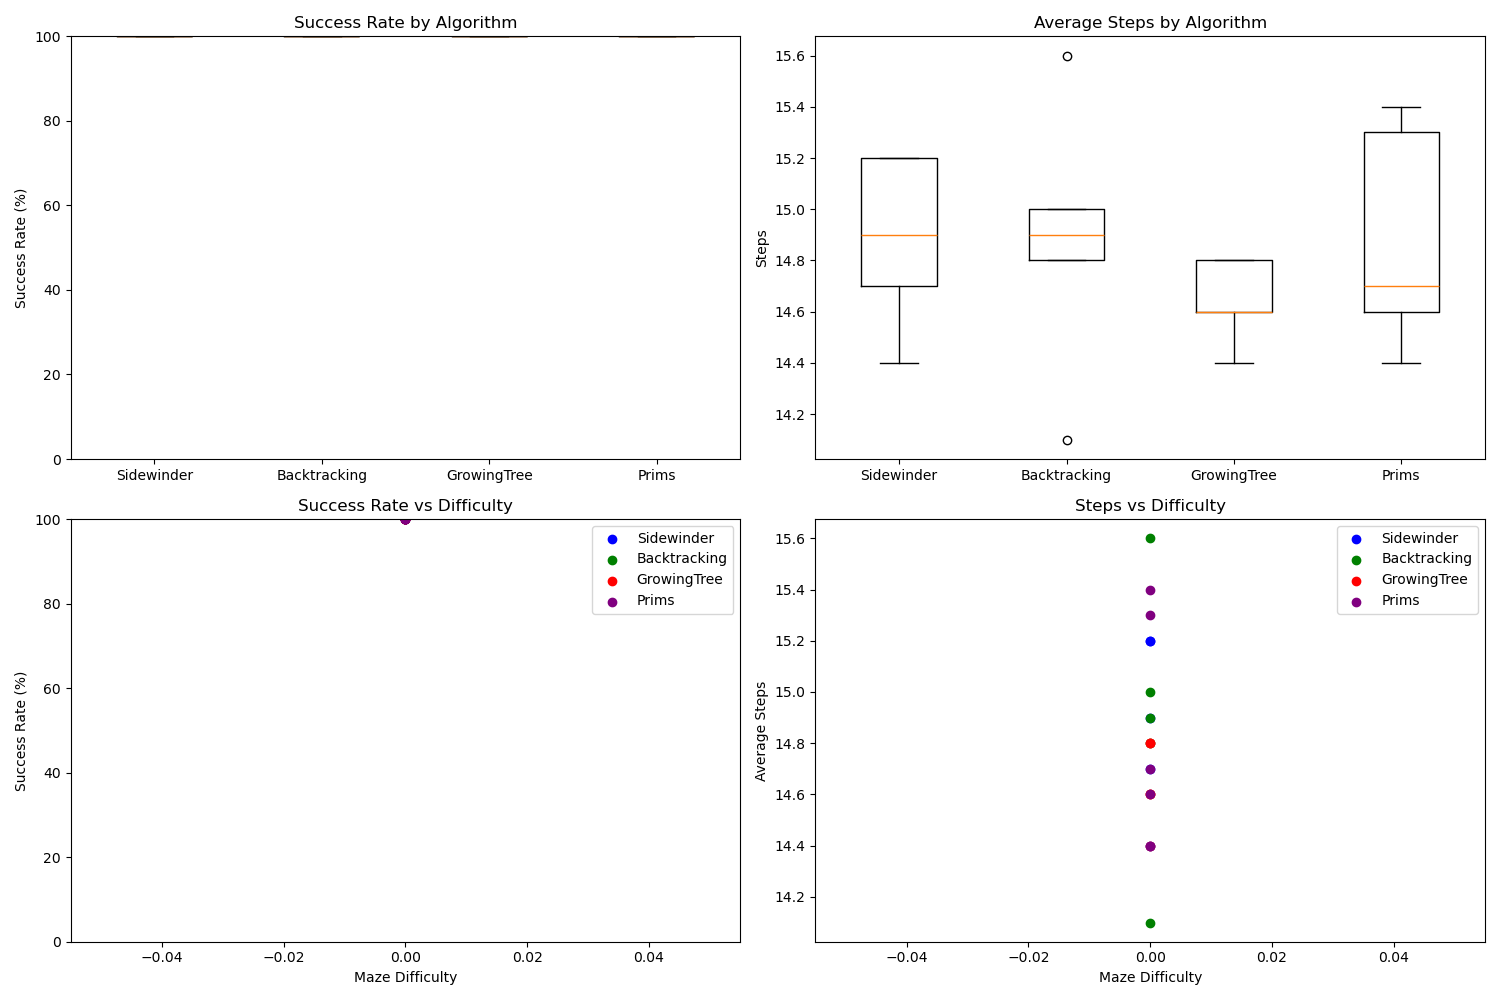 Success Rate by Algorithm
Success Rate (%)
100
80
60
40
20
0
Sidewinder Backtracking GrowingTree Prims
Average Steps by Algorithm
Steps
15.6
15.4
15.2
15.0
14.8
14.6
14.4
14.2
Sidewinder Backtracking GrowingTree Prims
Success Rate vs Difficulty
Success Rate (%)
100
80
60
40
20
0
Sidewinder
Backtracking
GrowingTree
Prims
−0.04 −0.02 0.00 0.02 0.04
Maze Difficulty
Steps vs Difficulty
Average Steps
15.6
15.4
15.2
15.0
14.8
14.6
14.4
14.2
Sidewinder
Backtracking
GrowingTree
Prims
−0.04 −0.02 0.00 0.02 0.04
Maze Difficulty